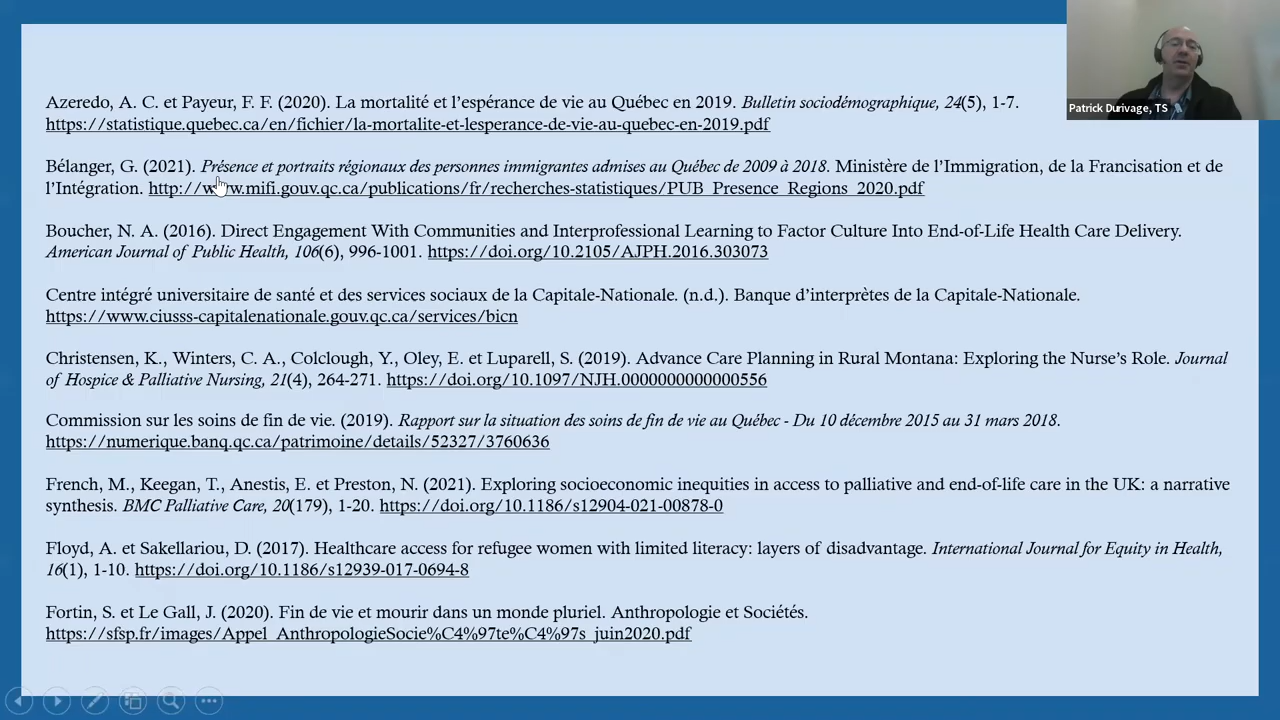 Azeredo, A. C. et Payeur, F. F. (2020). La mortalité et l'espérance de vie au Québec en 2019. Bulletin sociodémographique, 24(5), 1-7.
https://statistique.quebec.ca/en/fichier/la-mortalite-et-lesperance-de-vie-au-quebec-en-2019.pdf
Patrick Durivage, TS
Bélanger, G. (2021). Présence et portraits régionaux des personnes immigrantes admises au Québec de 2009 à 2018. Ministère de l'Immigration, de la Francisation et de
l'Intégration. http://www.mifi.gouv.qc.ca/publications/fr/recherches-statistiques/PUB_Presence_Regions_2020.pdf
Boucher, N. A. (2016). Direct Engagement With Communities and Interprofessional Learning to Factor Culture Into End-of-Life Health Care Delivery.
American Journal of Public Health, 106(6), 996-1001. https://doi.org/10.2105/AJPH.2016.303073
Centre intégré universitaire de santé et des services sociaux de la Capitale-Nationale. (n.d.). Banque d'interprètes de la Capitale-Nationale.
https://www.ciusss-capitalenationale.gouv.qc.ca/services/bicn
Christensen, K., Winters, C. A., Colclough, Y., Oley, E. et Luparell, S. (2019). Advance Care Planning in Rural Montana: Exploring the Nurse's Role. Journal
of Hospice & Palliative Nursing, 21(4), 264-271. https://doi.org/10.1097/NJH.0000000000000556
Commission sur les soins de fin de vie. (2019). Rapport sur la situation des soins de fin de vie au Québec - Du 10 décembre 2015 au 31 mars 2018.
https://numerique.banq.qc.ca/patrimoine/details/52327/3760636
French, M., Keegan, T., Anestis, E. et Preston, N. (2021). Exploring socioeconomic inequities in access to palliative and end-of-life care in the UK: a narrative
synthesis. BMC Palliative Care, 20(179), 1-20. https://doi.org/10.1186/s12904-021-00878-0
Floyd, A. et Sakellariou, D. (2017). Healthcare access for refugee women with limited literacy: layers of disadvantage. International Journal for Equity in Health,
16(1), 1-10. https://doi.org/10.1186/s12939-017-0694-8
Fortin, S. et Le Gall, J. (2020). Fin de vie et mourir dans un monde pluriel. Anthropologie et Sociétés.
https://sfsp.fr/images/Appel_AnthropologieSocie%C4%97te%C4%97s_juin2020.pdf